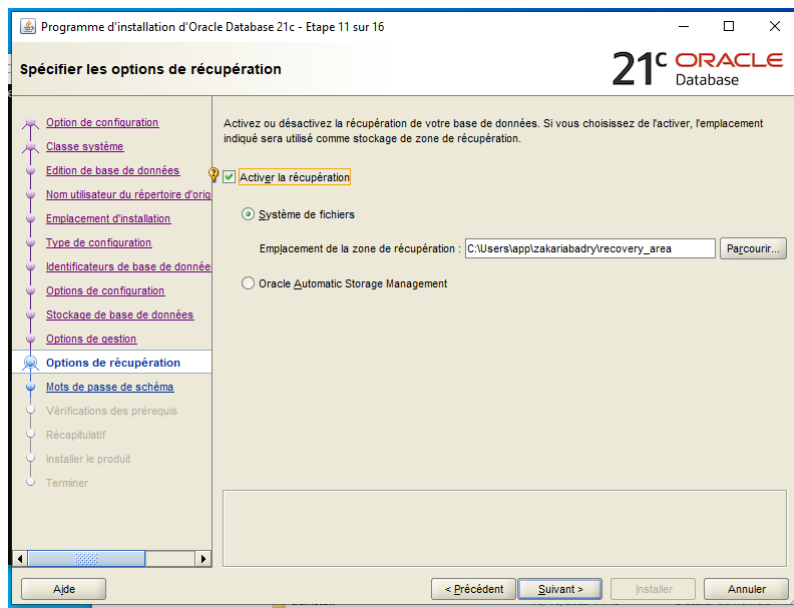 Programme d'installation d'Oracle Database 21c - Etape 11 sur 16
Spécifier les options de récupération
21c ORACLE
Database
Option de configuration
Classe système
Edition de base de données
Nom utilisateur du répertoire d'orig
Emplacement d'installation
Type de configuration
Identificateurs de base de donnée
Options de configuration
Stockage de base de données
Options de gestion
Options de récupération
Mots de passe de schéma
Vérifications des prérequis
Récapitulatif
Installer le produit
Terminer
Activez ou désactivez la récupération de votre base de données. Si vous choisissez de l'activer, l'emplacement
indiqué sera utilisé comme stockage de zone de récupération.
Activer la récupération
Système de fichiers
Emplacement de la zone de récupération : C:\Users\app\zakariabadry\recovery_area Parcourir...
Oracle Automatic Storage Management
Aide < Précédent Suivant > Installer Annuler